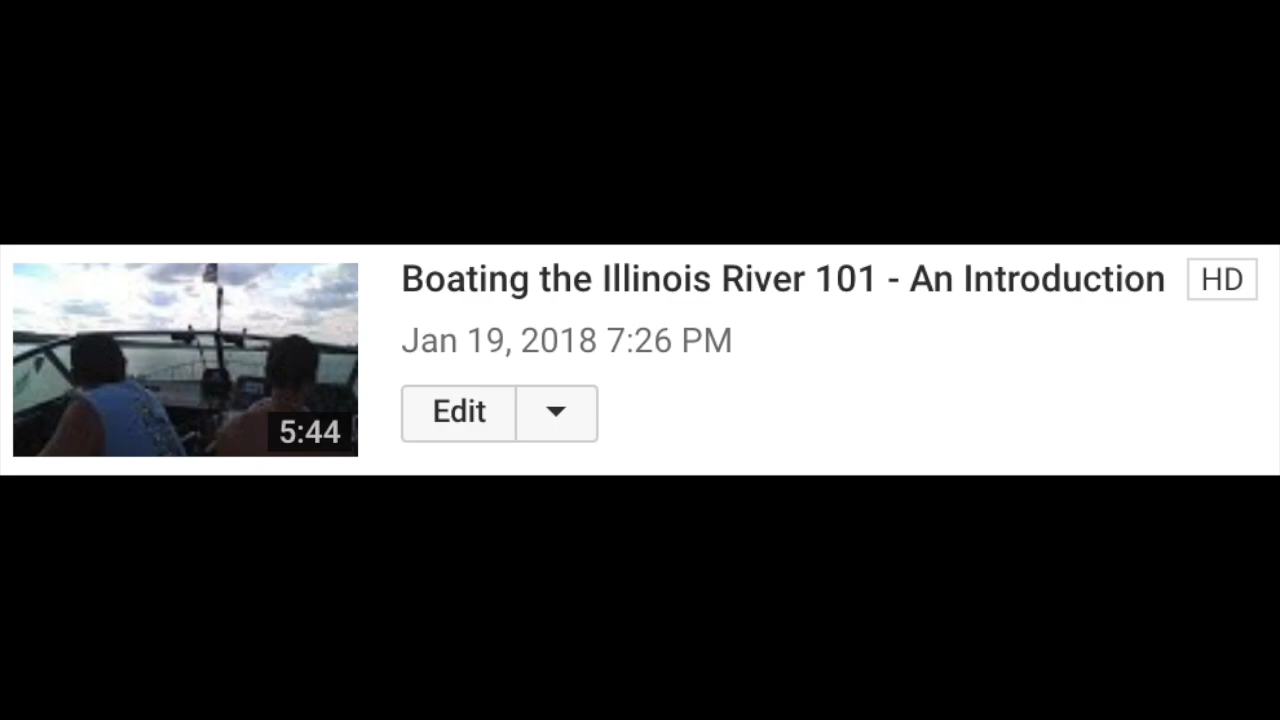 Boating the Illinois River 101 - An Introduction HD
Jan 19, 2018 7:26 PM
Edit
5:44